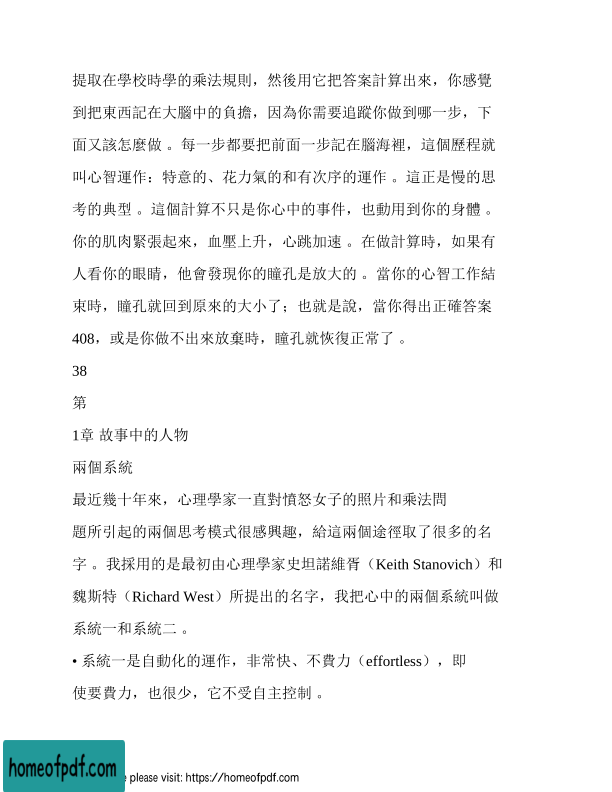 提取在學校時學的乘法規則，然後用它把答案計算出來，你感覺
到把東西記在大腦中的負擔，因為你需要追蹤你做到哪一步，下
面又該怎麼做 。每一步都要把前面一步記在腦海裡，這個歷程就
叫心智運作：特意的、花力氣的和有次序的運作 。這正是慢的思
考的典型 。這個計算不只是你心中的事件，也動用到你的身體 。
你的肌肉緊張起來，血壓上升，心跳加速 。在做計算時，如果有
人看你的眼睛，他會發現你的瞳孔是放大的 。當你的心智工作結
束時，瞳孔就回到原來的大小了；也就是說，當你得出正確答案
408，或是你做不出來放棄時，瞳孔就恢復正常了 。
38
第
1章 故事中的人物
兩個系統
最近幾十年來，心理學家一直對憤怒女子的照片和乘法問
題所引起的兩個思考模式很感興趣，給這兩個途徑取了很多的名
字 。我採用的是最初由心理學家史坦諾維胥（Keith Stanovich）和
魏斯特（Richard West）所提出的名字，我把心中的兩個系統叫做
系統一和系統二 。
• 系統一是自動化的運作，非常快、不費力（effortless），即
使要費力，也很少，它不受自主控制 。
homeofpdf.com
please visit: https://homeofpdf.com